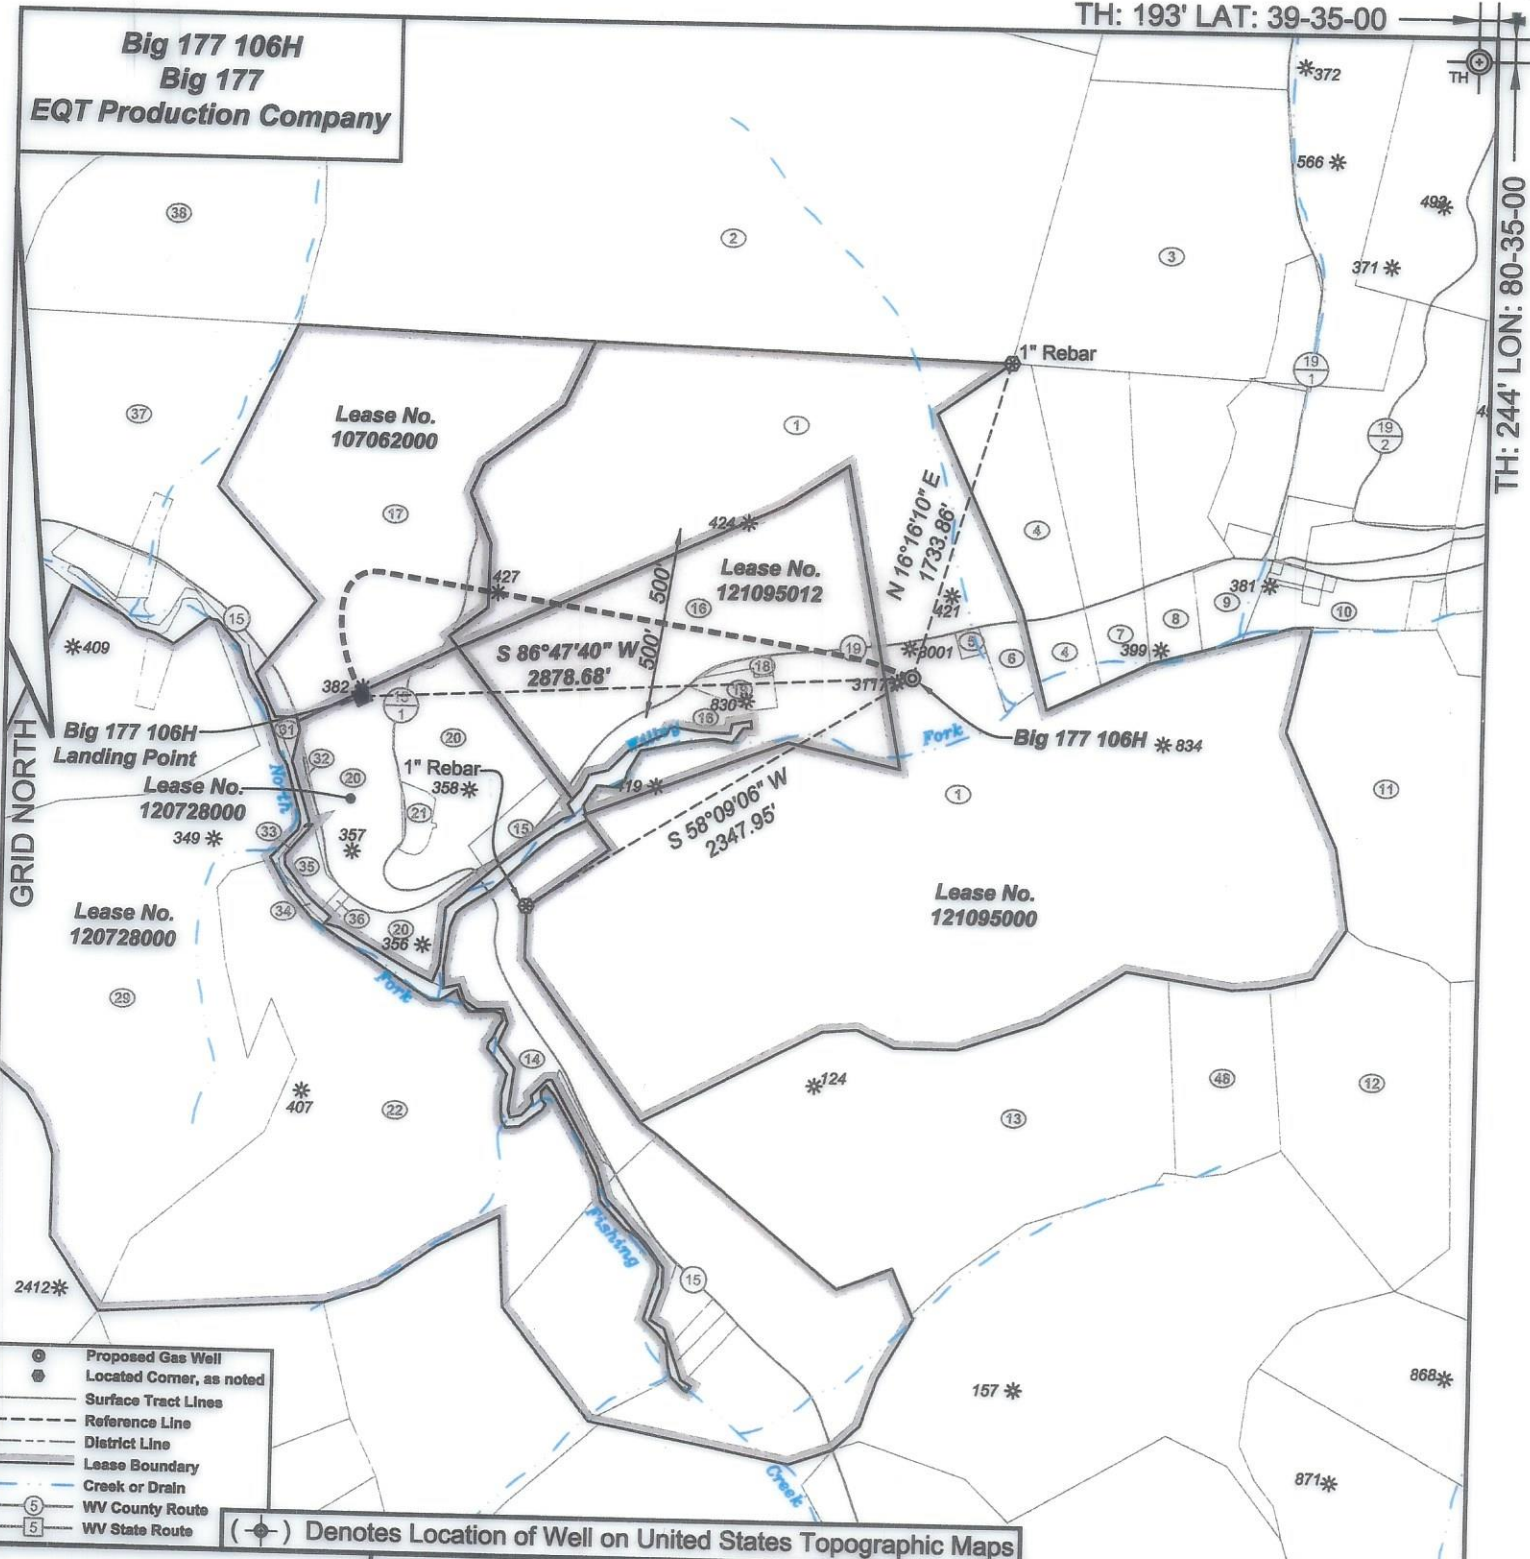 TH: 193' LAT: 39-35-00
Big 177 106H
Big 177
EQT Production Company
TH
372
566
371
TH: 244' LON: 80-35-00
38
2
3
1" Rebar
19
1
19
2
37
Lease No.
107062000
1
17
424
N 16°16'10" E
1733.86'
4
427
500'
500'
Lease No.
121095012
16
421
381
9
8
10
15
409
S 86°47'40" W
2878.68'
18
19
3001
5
6
4
7
399
382
15
1
19
830
16
Willey
Fork
Big 177 106H
834
GRID NORTH
Big 177 106H
Landing Point
31
32
20
20
1" Rebar
358
419
Lease No.
120728000
North
21
15
S 58°09'06" W
2347.95'
1
11
349
33
357
35
34
36
20
356
Lease No.
120728000
Lease No.
121095000
29
Fork
14
124
407
22
13
46
12
Fishing
15
2412
157
868
871
Creek
Proposed Gas Well
Located Corner, as noted
Surface Tract Lines
Reference Line
District Line
Lease Boundary
Creek or Drain
5 WV County Route
5 WV State Route
( ) Denotes Location of Well on United States Topographic Maps